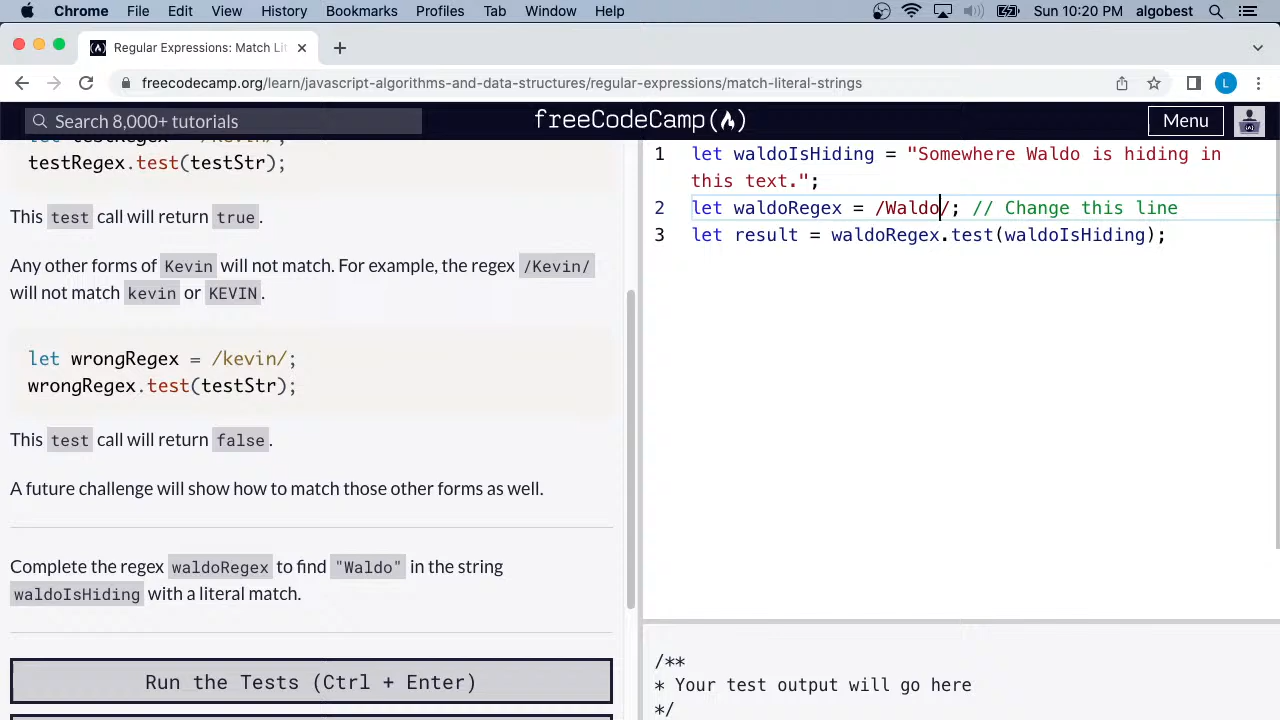 Chrome File Edit View History Bookmarks Profiles Tab Window Help Sun 10:20 PM algobest
Regular Expressions: Match Lit
freecodecamp.org/learn/javascript-algorithms-and-data-structures/regular-expressions/match-literal-strings
L
Search 8,000+ tutorials
freeCodeCamp
Menu
let testRegex = /Kevin/;
testRegex.test(testStr);
This test call will return true.
Any other forms of Kevin will not match. For example, the regex /Kevin/
will not match kevin or KEVIN.
let wrongRegex = /kevin/;
wrongRegex.test(testStr);
This test call will return false.
A future challenge will show how to match those other forms as well.
Complete the regex waldoRegex to find "Waldo" in the string
waldoIsHiding with a literal match.
Run the Tests (Ctrl + Enter)
1 let waldoIsHiding = "Somewhere Waldo is hiding in
this text.";
2 let waldoRegex = /Waldo/; // Change this line
3 let result = waldoRegex.test(waldoIsHiding);
/**
* Your test output will go here
*/